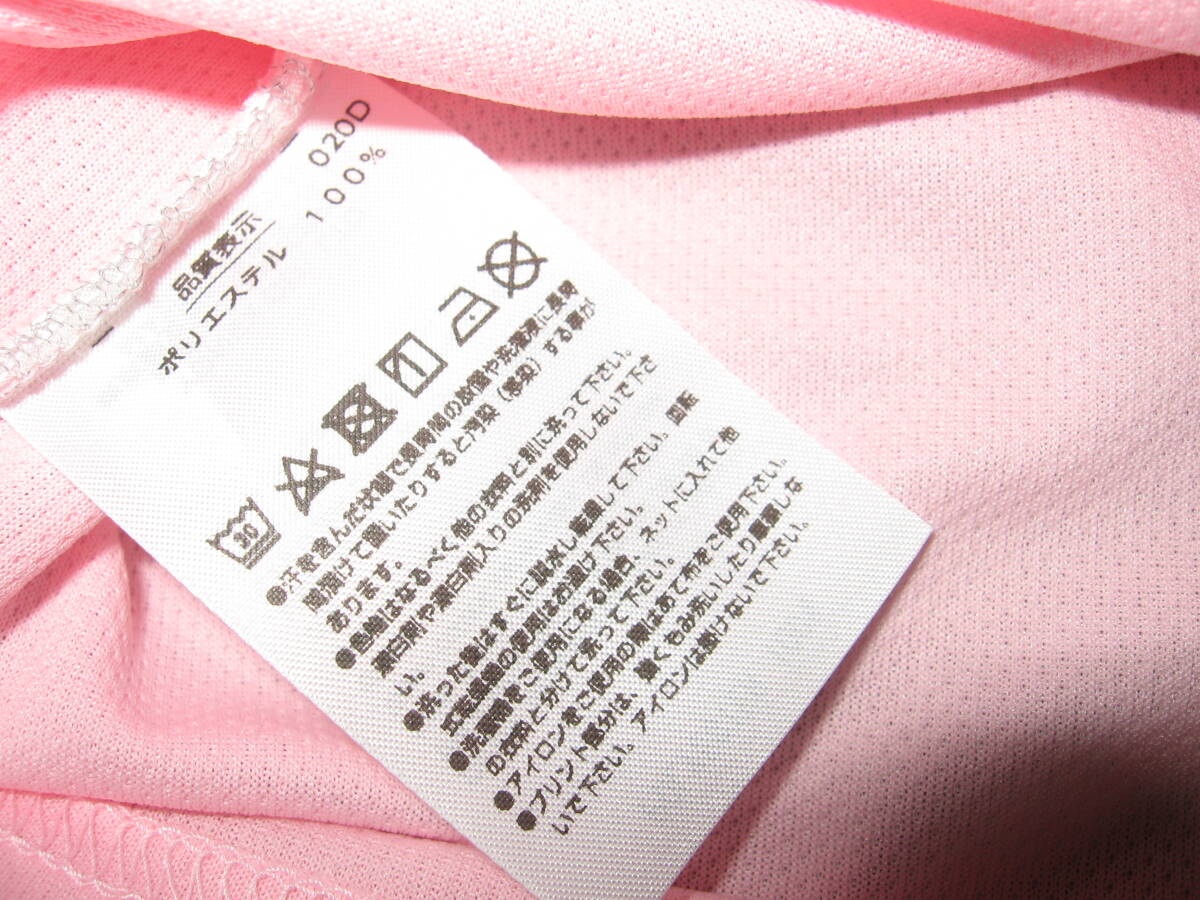 020D
品質表示
ポリエステル 100%
30
●汗を含んだ状態で長時間の放置や洗濯液に長時
間漬けて置いたりすると汚染(移染)する事が
あります。
●色物はなるべく他の衣料と別に洗って下さい。
漂白剤や漂白剤入りの洗剤を使用しないで下さ
い。
●洗った後はすぐに脱水し乾燥して下さい。回転
式乾燥機の使用はお避け下さい。
●洗濯機をご使用になる場合、ネットに入れて他
の衣料と分けて洗って下さい。
●アイロンをご使用の際はあて布をご使用下さい。
●プリント部分は、軽くもみ洗いしたり摩擦しな
いで下さい。アイロンは掛けないで下さい。